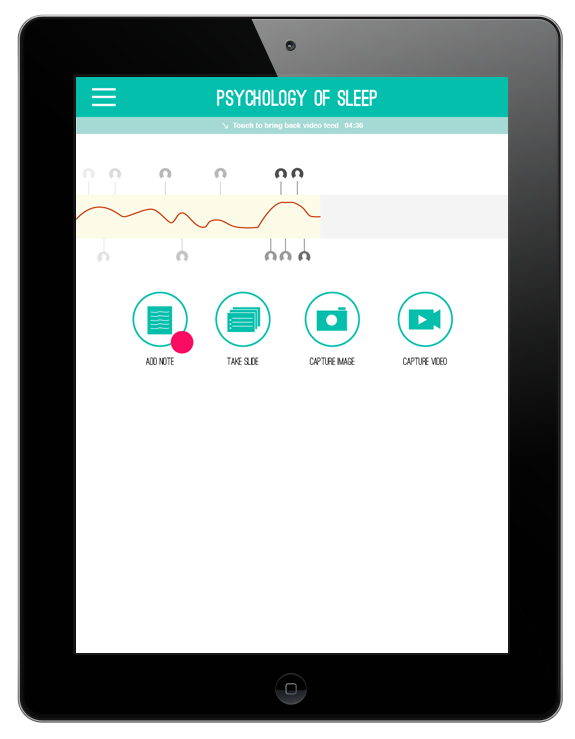 PSYCHOLOGY OF SLEEP
Touch to bring back video feed 04:36
ADD NOTE
TAKE SLIDE
CAPTURE IMAGE
CAPTURE VIDEO